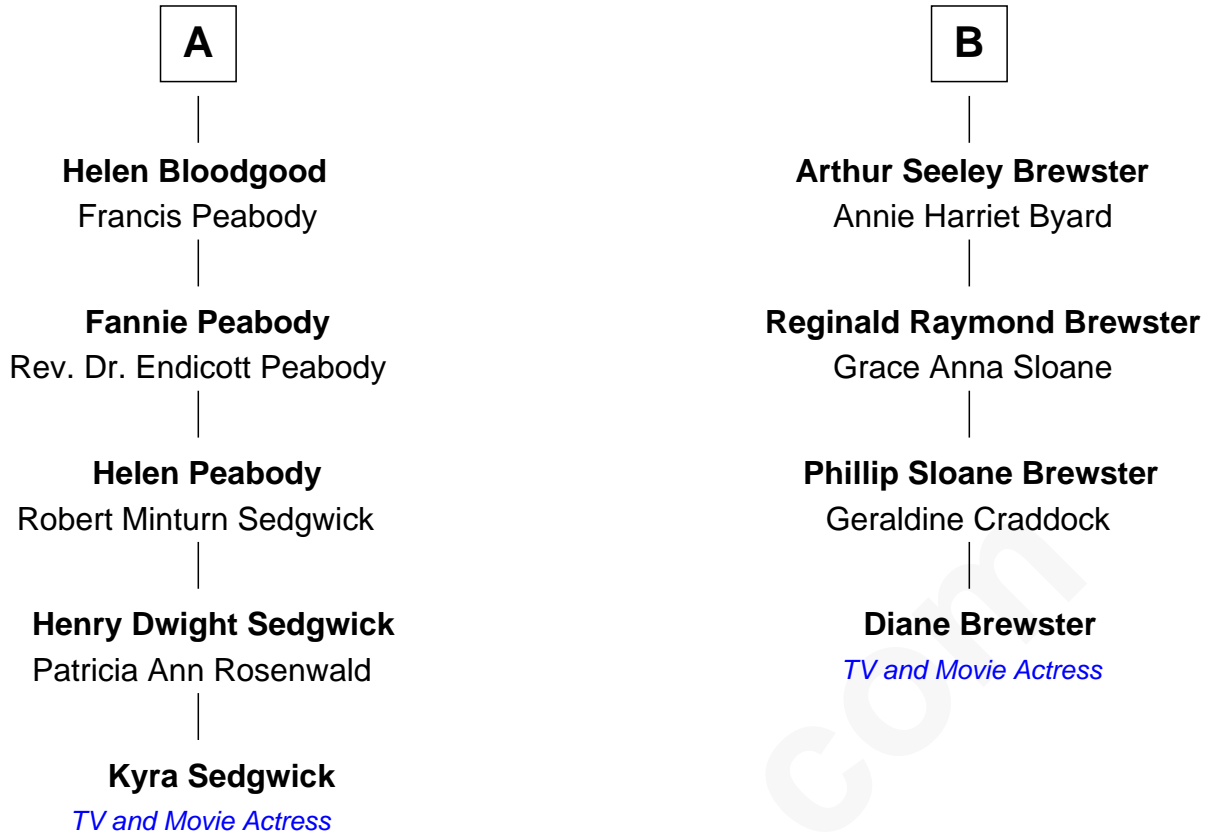 A
Helen Bloodgood
Francis Peabody
Fannie Peabody
Rev. Dr. Endicott Peabody
Helen Peabody
Robert Minturn Sedgwick
Henry Dwight Sedgwick
Patricia Ann Rosenwald
Kyra Sedgwick
TV and Movie Actress
B
Arthur Seeley Brewster
Annie Harriet Byard
Reginald Raymond Brewster
Grace Anna Sloane
Phillip Sloane Brewster
Geraldine Craddock
Diane Brewster
TV and Movie Actress
com